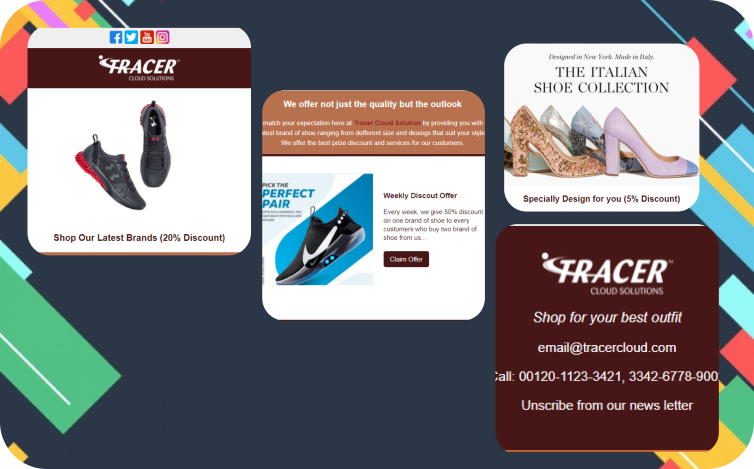 TRACER
CLOUD SOLUTIONS
Shop Our Latest Brands (20% Discount)
We offer not just the quality but the outlook
match your expectation here at Tracer Cloud Solution by providing you with
atest brand of shoe ranging from defferent size and desings that suit your style
We offer the best prize discount and services for our custumers.
PICK THE
PERFECT
PAIR
Weekly Discout Offer
Every week, we give 50% discount
on one brand of shoe to every
custumers who buy two brand of
shoe from us...
Claim Offer
Designed in New York. Made in Italy.
THE ITALIAN
SHOE COLLECTION
Specially Design for you (5% Discount)
TRACER
CLOUD SOLUTIONS
Shop for your best outfit
email@tracercloud.com
Call: 00120-1123-3421, 3342-6778-900
Unscribe from our news letter